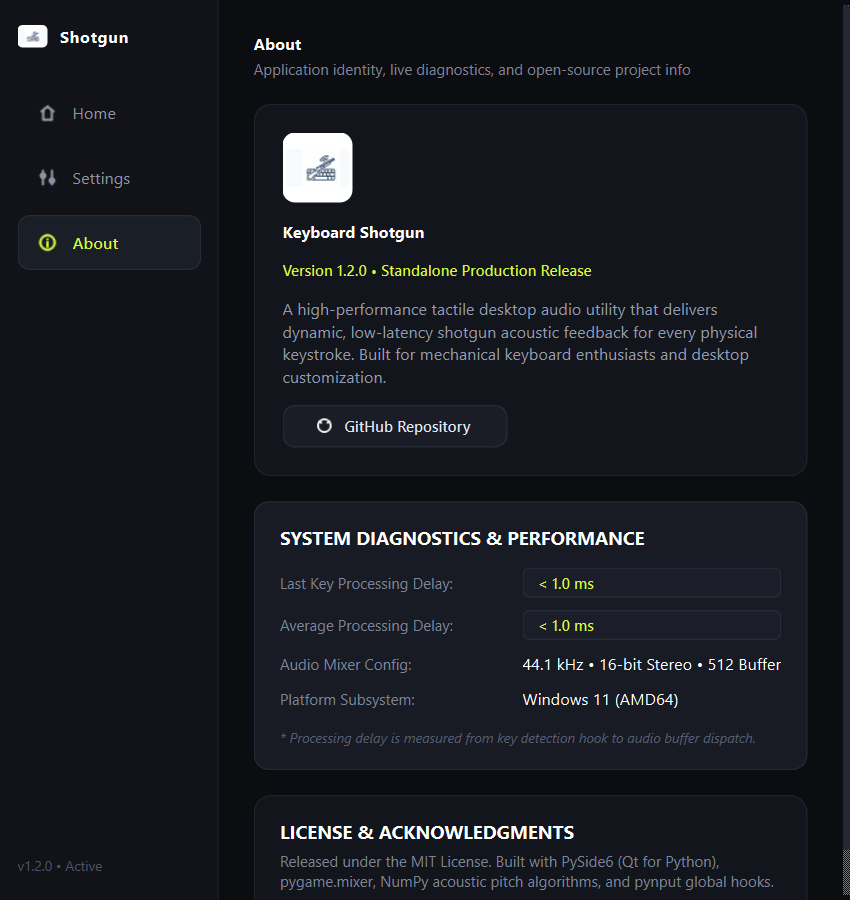 Shotgun
Home
Settings
About
v1.2.0 • Active
About
Application identity, live diagnostics, and open-source project info
Keyboard Shotgun
Version 1.2.0 • Standalone Production Release
A high-performance tactile desktop audio utility that delivers
dynamic, low-latency shotgun acoustic feedback for every physical
keystroke. Built for mechanical keyboard enthusiasts and desktop
customization.
GitHub Repository
SYSTEM DIAGNOSTICS & PERFORMANCE
Last Key Processing Delay: < 1.0 ms
Average Processing Delay: < 1.0 ms
Audio Mixer Config: 44.1 kHz • 16-bit Stereo • 512 Buffer
Platform Subsystem: Windows 11 (AMD64)
* Processing delay is measured from key detection hook to audio buffer dispatch.
LICENSE & ACKNOWLEDGMENTS
Released under the MIT License. Built with PySide6 (Qt for Python),
pygame.mixer, NumPy acoustic pitch algorithms, and pynput global hooks.